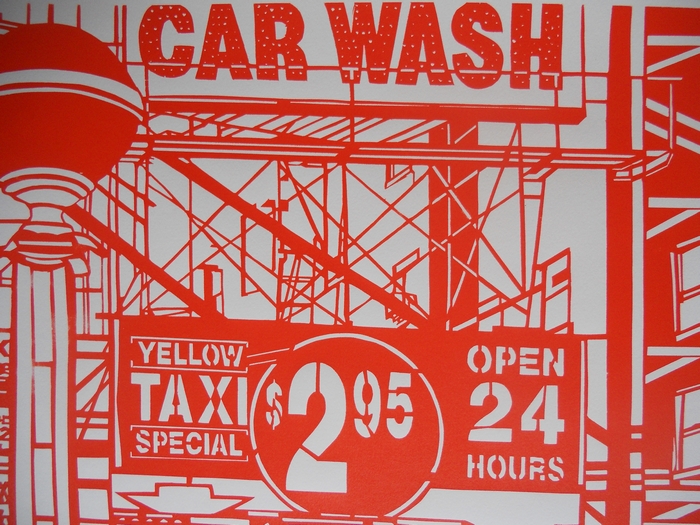 CAR WASH
YELLOW
TAXI
SPECIAL
$2.95
OPEN
24
HOURS